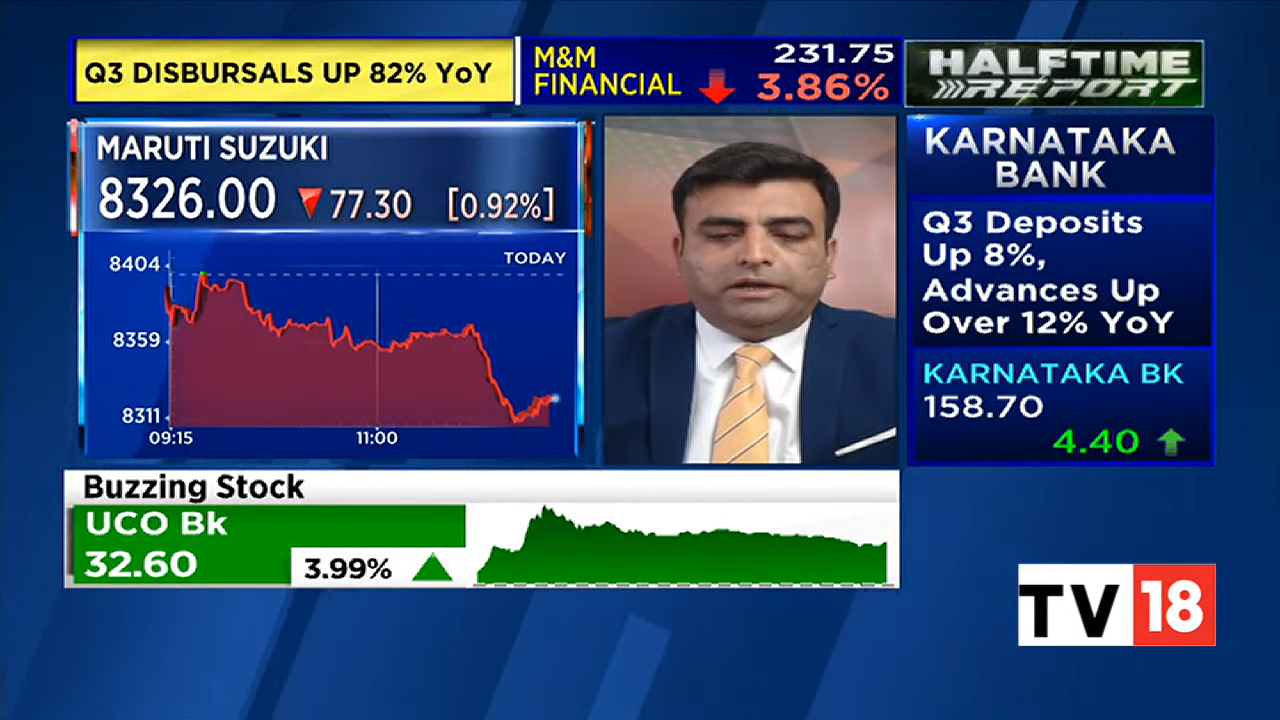 Q3 DISBURSALS UP 82% YoY
M&M
FINANCIAL
231.75
3.86%
HALFTIME
REPORT
MARUTI SUZUKI
8326.00 77.30 [0.92%]
TODAY
8404
8359
8311
09:15 11:00
KARNATAKA
BANK
Q3 Deposits
Up 8%,
Advances Up
Over 12% YoY
KARNATAKA BK
158.70
4.40
Buzzing Stock
UCO Bk
32.60
3.99%
TV18